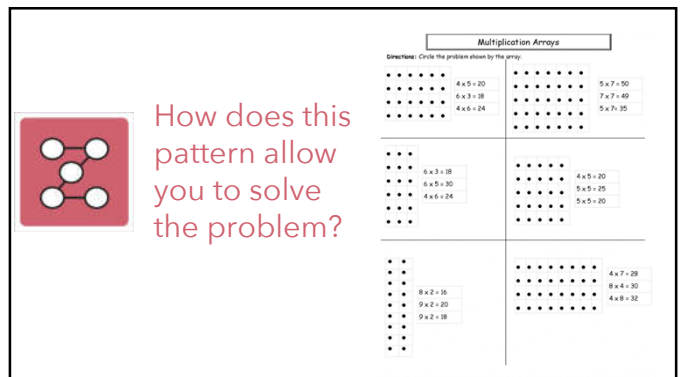 How does this
pattern allow
you to solve
the problem?
Multiplication Arrays
Directions: Circle the problem shown by the array.
4 x 5 = 20
6 x 3 = 18
4 x 6 = 24
5 x 7 = 50
7 x 7 = 49
5 x 7= 35
6 x 3 = 18
6 x 5 = 30
4 x 6 = 24
4 x 5 = 20
5 x 5 = 25
5 x 5 = 20
8 x 2 = 16
9 x 2 = 20
9 x 2 = 18
4 x 7 = 28
8 x 4 = 30
4 x 8 = 32